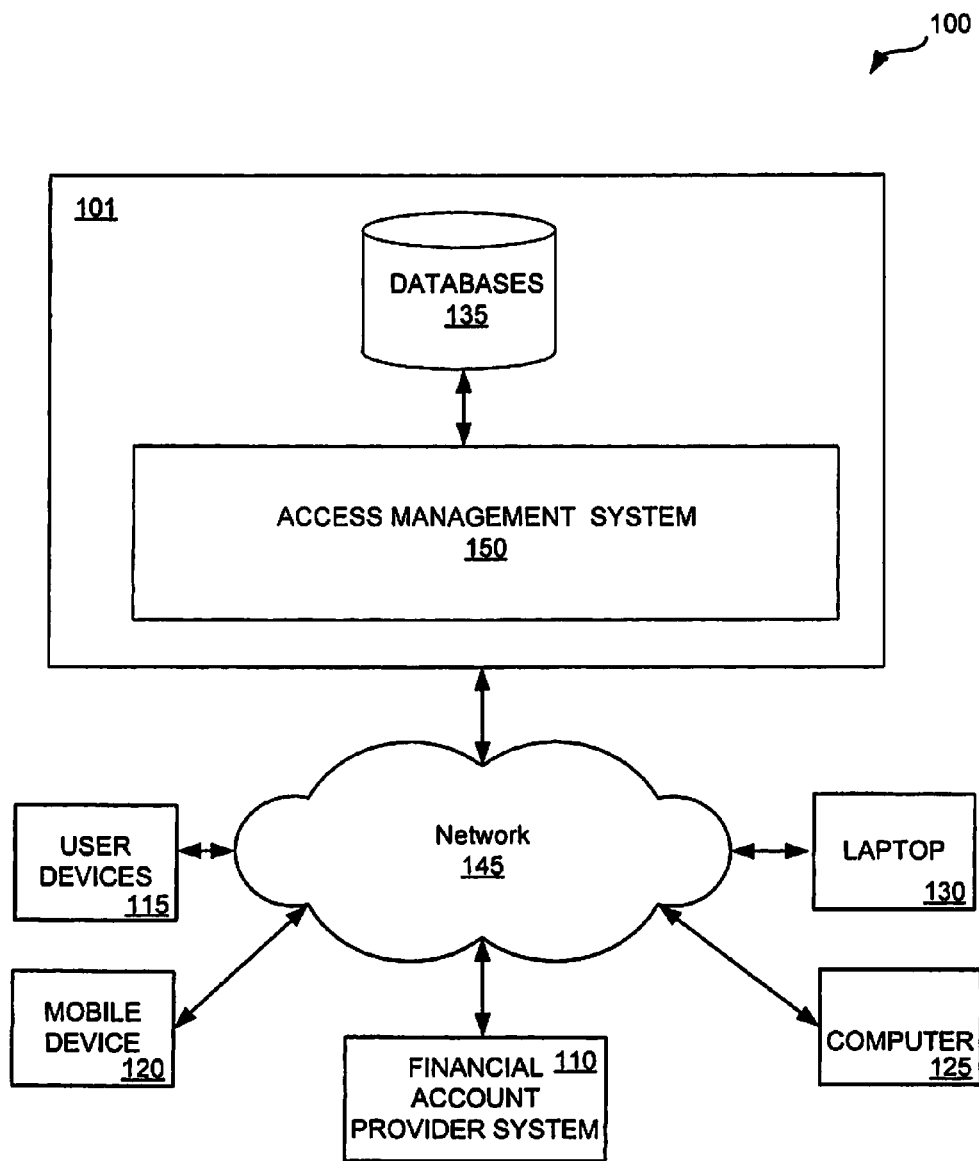 100
101
DATABASES
135
ACCESS MANAGEMENT SYSTEM
150
Network
145
USER
DEVICES
115
LAPTOP
130
MOBILE
DEVICE
120
FINANCIAL
110
ACCOUNT
PROVIDER SYSTEM
COMPUTER
125